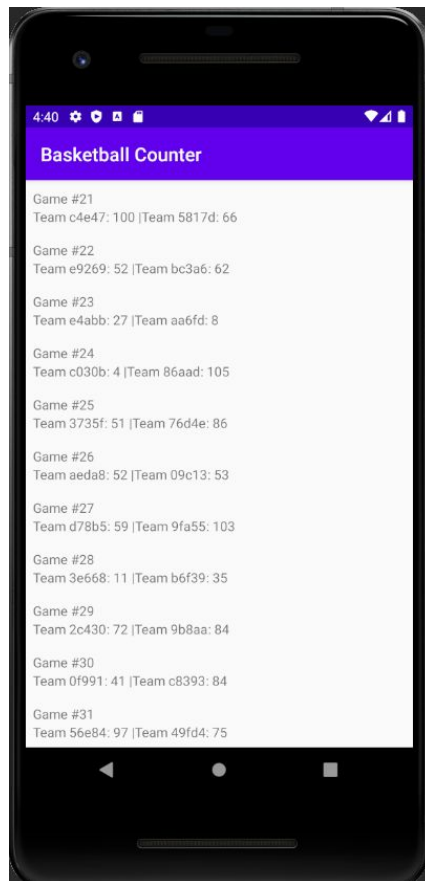 4:40
Basketball Counter
Game #21
Team c4e47: 100 |Team 5817d: 66
Game #22
Team e9269: 52 |Team bc3a6: 62
Game #23
Team e4abb: 27 |Team aa6fd: 8
Game #24
Team c030b: 4 |Team 86aad: 105
Game #25
Team 3735f: 51 |Team 76d4e: 86
Game #26
Team aeda8: 52 |Team 09c13: 53
Game #27
Team d78b5: 59 |Team 9fa55: 103
Game #28
Team 3e668: 11 |Team b6f39: 35
Game #29
Team 2c430: 72 |Team 9b8aa: 84
Game #30
Team 0f991: 41 |Team c8393: 84
Game #31
Team 56e84: 97 |Team 49fd4: 75